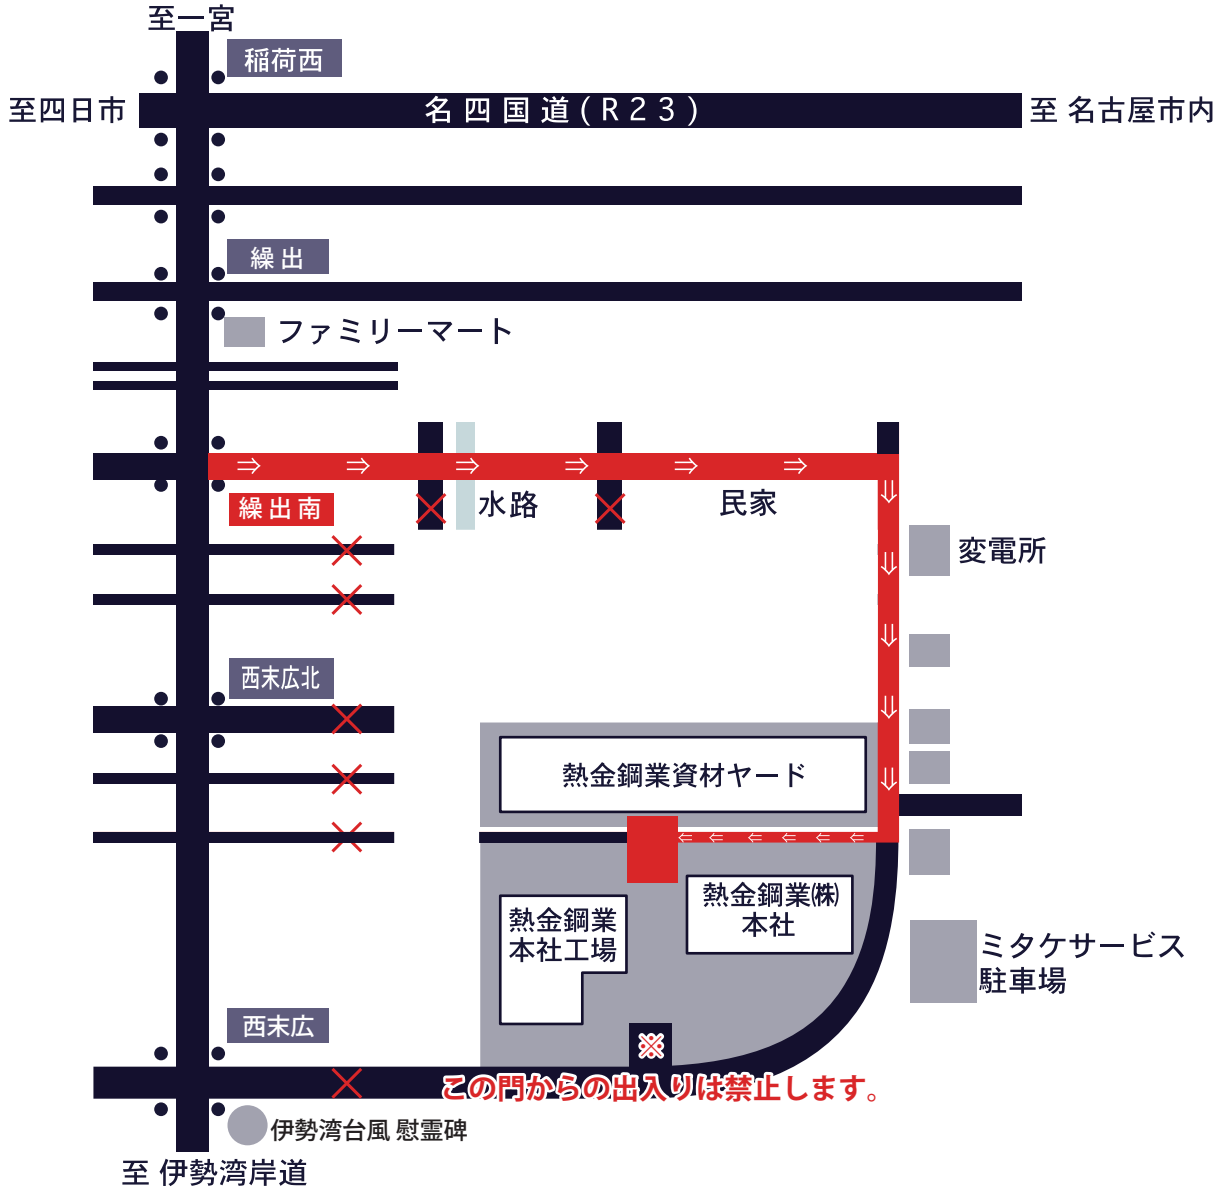 至一宮
稲荷西
至四日市
名四国道(R23)
至 名古屋市内
繰出
ファミリーマート
繰出南
水路
民家
変電所
西末広北
熱金鋼業資材ヤード
熱金鋼業㈱
本社
熱金鋼業
本社工場
ミタケサービス
駐車場
西末広
※
この門からの出入りは禁止します。
伊勢湾台風 慰霊碑
至 伊勢湾岸道